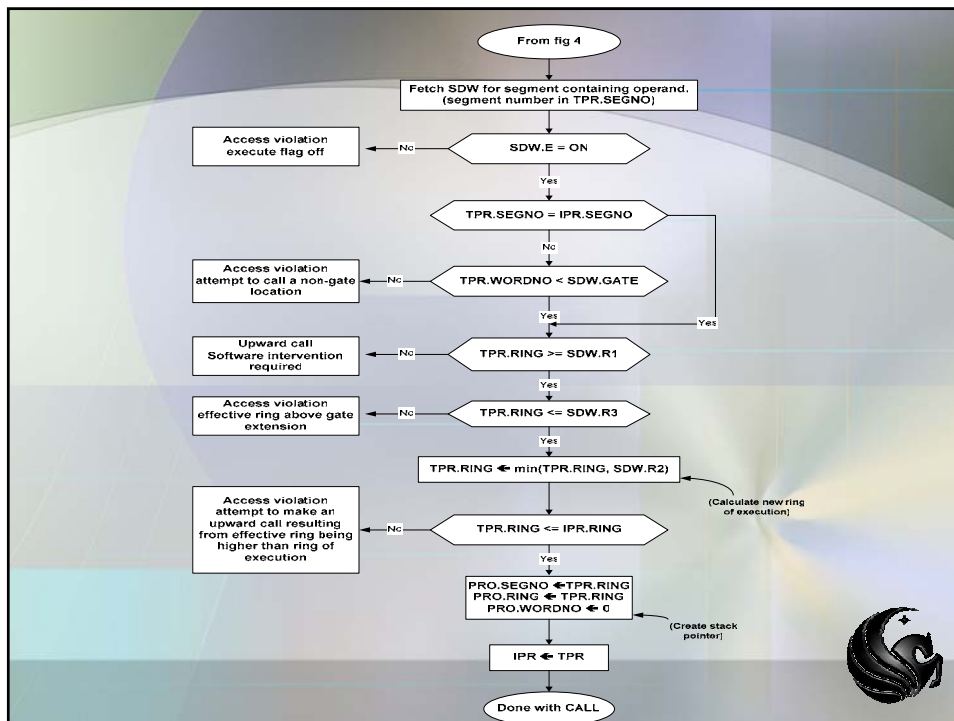 From fig 4
Fetch SDW for segment containing operand.
(segment number in TPR.SEGNO)
Access violation
execute flag off
No
SDW.E = ON
Yes
TPR.SEGNO = IPR.SEGNO
No
Access violation
attempt to call a non-gate
location
No
TPR.WORDNO < SDW.GATE
Yes
Yes
Upward call
Software intervention
required
No
TPR.RING >= SDW.R1
Yes
Access violation
effective ring above gate
extension
No
TPR.RING <= SDW.R3
Yes
TPR.RING ← min(TPR.RING, SDW.R2)
(Calculate new ring
of execution)
Access violation
attempt to make an
upward call resulting
from effective ring being
higher than ring of
execution
No
TPR.RING <= IPR.RING
Yes
PRO.SEGNO ←TPR.RING
PRO.RING ← TPR.RING
PRO.WORDNO ← 0
(Create stack
pointer)
IPR ← TPR
Done with CALL